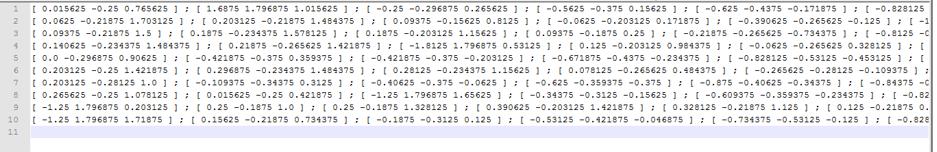 1 [ 0.015625 -0.25 0.765625 ] ; [ 1.6875 1.796875 1.015625 ] ; [ -0.25 -0.296875 0.265625 ] ; [ -0.5625 -0.375 0.15625 ] ; [ -0.625 -0.4375 -0.171875 ] ; [ -0.828125
2 [ 0.0625 -0.21875 1.703125 ] ; [ 0.203125 -0.21875 1.484375 ] ; [ 0.09375 -0.15625 0.8125 ] ; [ -0.0625 -0.203125 0.171875 ] ; [ -0.390625 -0.265625 -0.125 ] ; [ -1
3 [ 0.09375 -0.21875 1.5 ] ; [ 0.1875 -0.234375 1.578125 ] ; [ 0.1875 -0.203125 1.15625 ] ; [ 0.09375 -0.1875 0.25 ] ; [ -0.21875 -0.265625 -0.734375 ] ; [ -0.8125 -0
4 [ 0.140625 -0.234375 1.484375 ] ; [ 0.21875 -0.265625 1.421875 ] ; [ -1.8125 1.796875 0.53125 ] ; [ 0.125 -0.203125 0.984375 ] ; [ -0.0625 -0.265625 0.328125 ] ; [
5 [ 0.0 -0.296875 0.90625 ] ; [ -0.421875 -0.375 0.359375 ] ; [ -0.421875 -0.375 -0.203125 ] ; [ -0.671875 -0.4375 -0.234375 ] ; [ -0.828125 -0.53125 -0.453125 ] ; [
6 [ 0.203125 -0.25 1.421875 ] ; [ 0.296875 -0.234375 1.484375 ] ; [ 0.28125 -0.234375 1.15625 ] ; [ 0.078125 -0.265625 0.484375 ] ; [ -0.265625 -0.28125 -0.109375 ] ;
7 [ 0.203125 -0.28125 1.0 ] ; [ -0.109375 -0.34375 0.3125 ] ; [ -0.40625 -0.375 -0.0625 ] ; [ -0.625 -0.359375 -0.375 ] ; [ -0.875 -0.40625 -0.34375 ] ; [ -0.84375 -0
8 [ 0.265625 -0.25 1.078125 ] ; [ 0.015625 -0.25 0.421875 ] ; [ -1.25 1.796875 1.65625 ] ; [ -0.34375 -0.3125 -0.15625 ] ; [ -0.609375 -0.359375 -0.234375 ] ; [ -0.82
9 [ -1.25 1.796875 0.203125 ] ; [ 0.25 -0.1875 1.0 ] ; [ 0.25 -0.1875 1.328125 ] ; [ 0.390625 -0.203125 1.421875 ] ; [ 0.328125 -0.21875 1.125 ] ; [ 0.125 -0.21875 0.
10 [ -1.25 1.796875 1.71875 ] ; [ 0.15625 -0.21875 0.734375 ] ; [ -0.1875 -0.3125 0.125 ] ; [ -0.53125 -0.421875 -0.046875 ] ; [ -0.734375 -0.53125 -0.125 ] ; [ -0.828
11